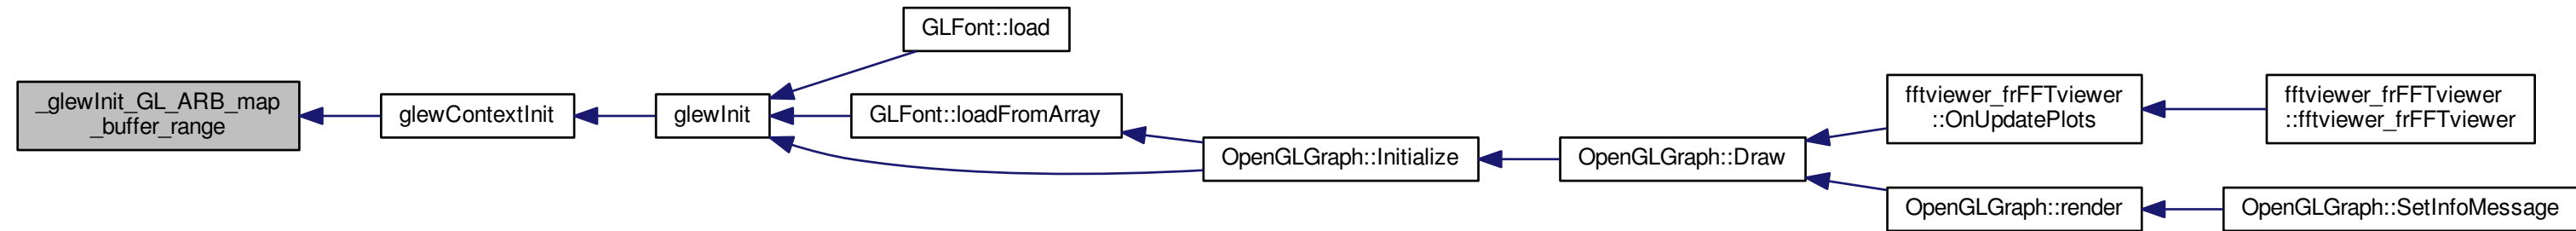 GLFont::load
_glewInit_GL_ARB_map
_buffer_range
glewContextInit
glewInit
GLFont::loadFromArray
OpenGLGraph::Initialize
OpenGLGraph::Draw
fftviewer_frFFTviewer
::OnUpdatePlots
fftviewer_frFFTviewer
::fftviewer_frFFTviewer
OpenGLGraph::render
OpenGLGraph::SetInfoMessage